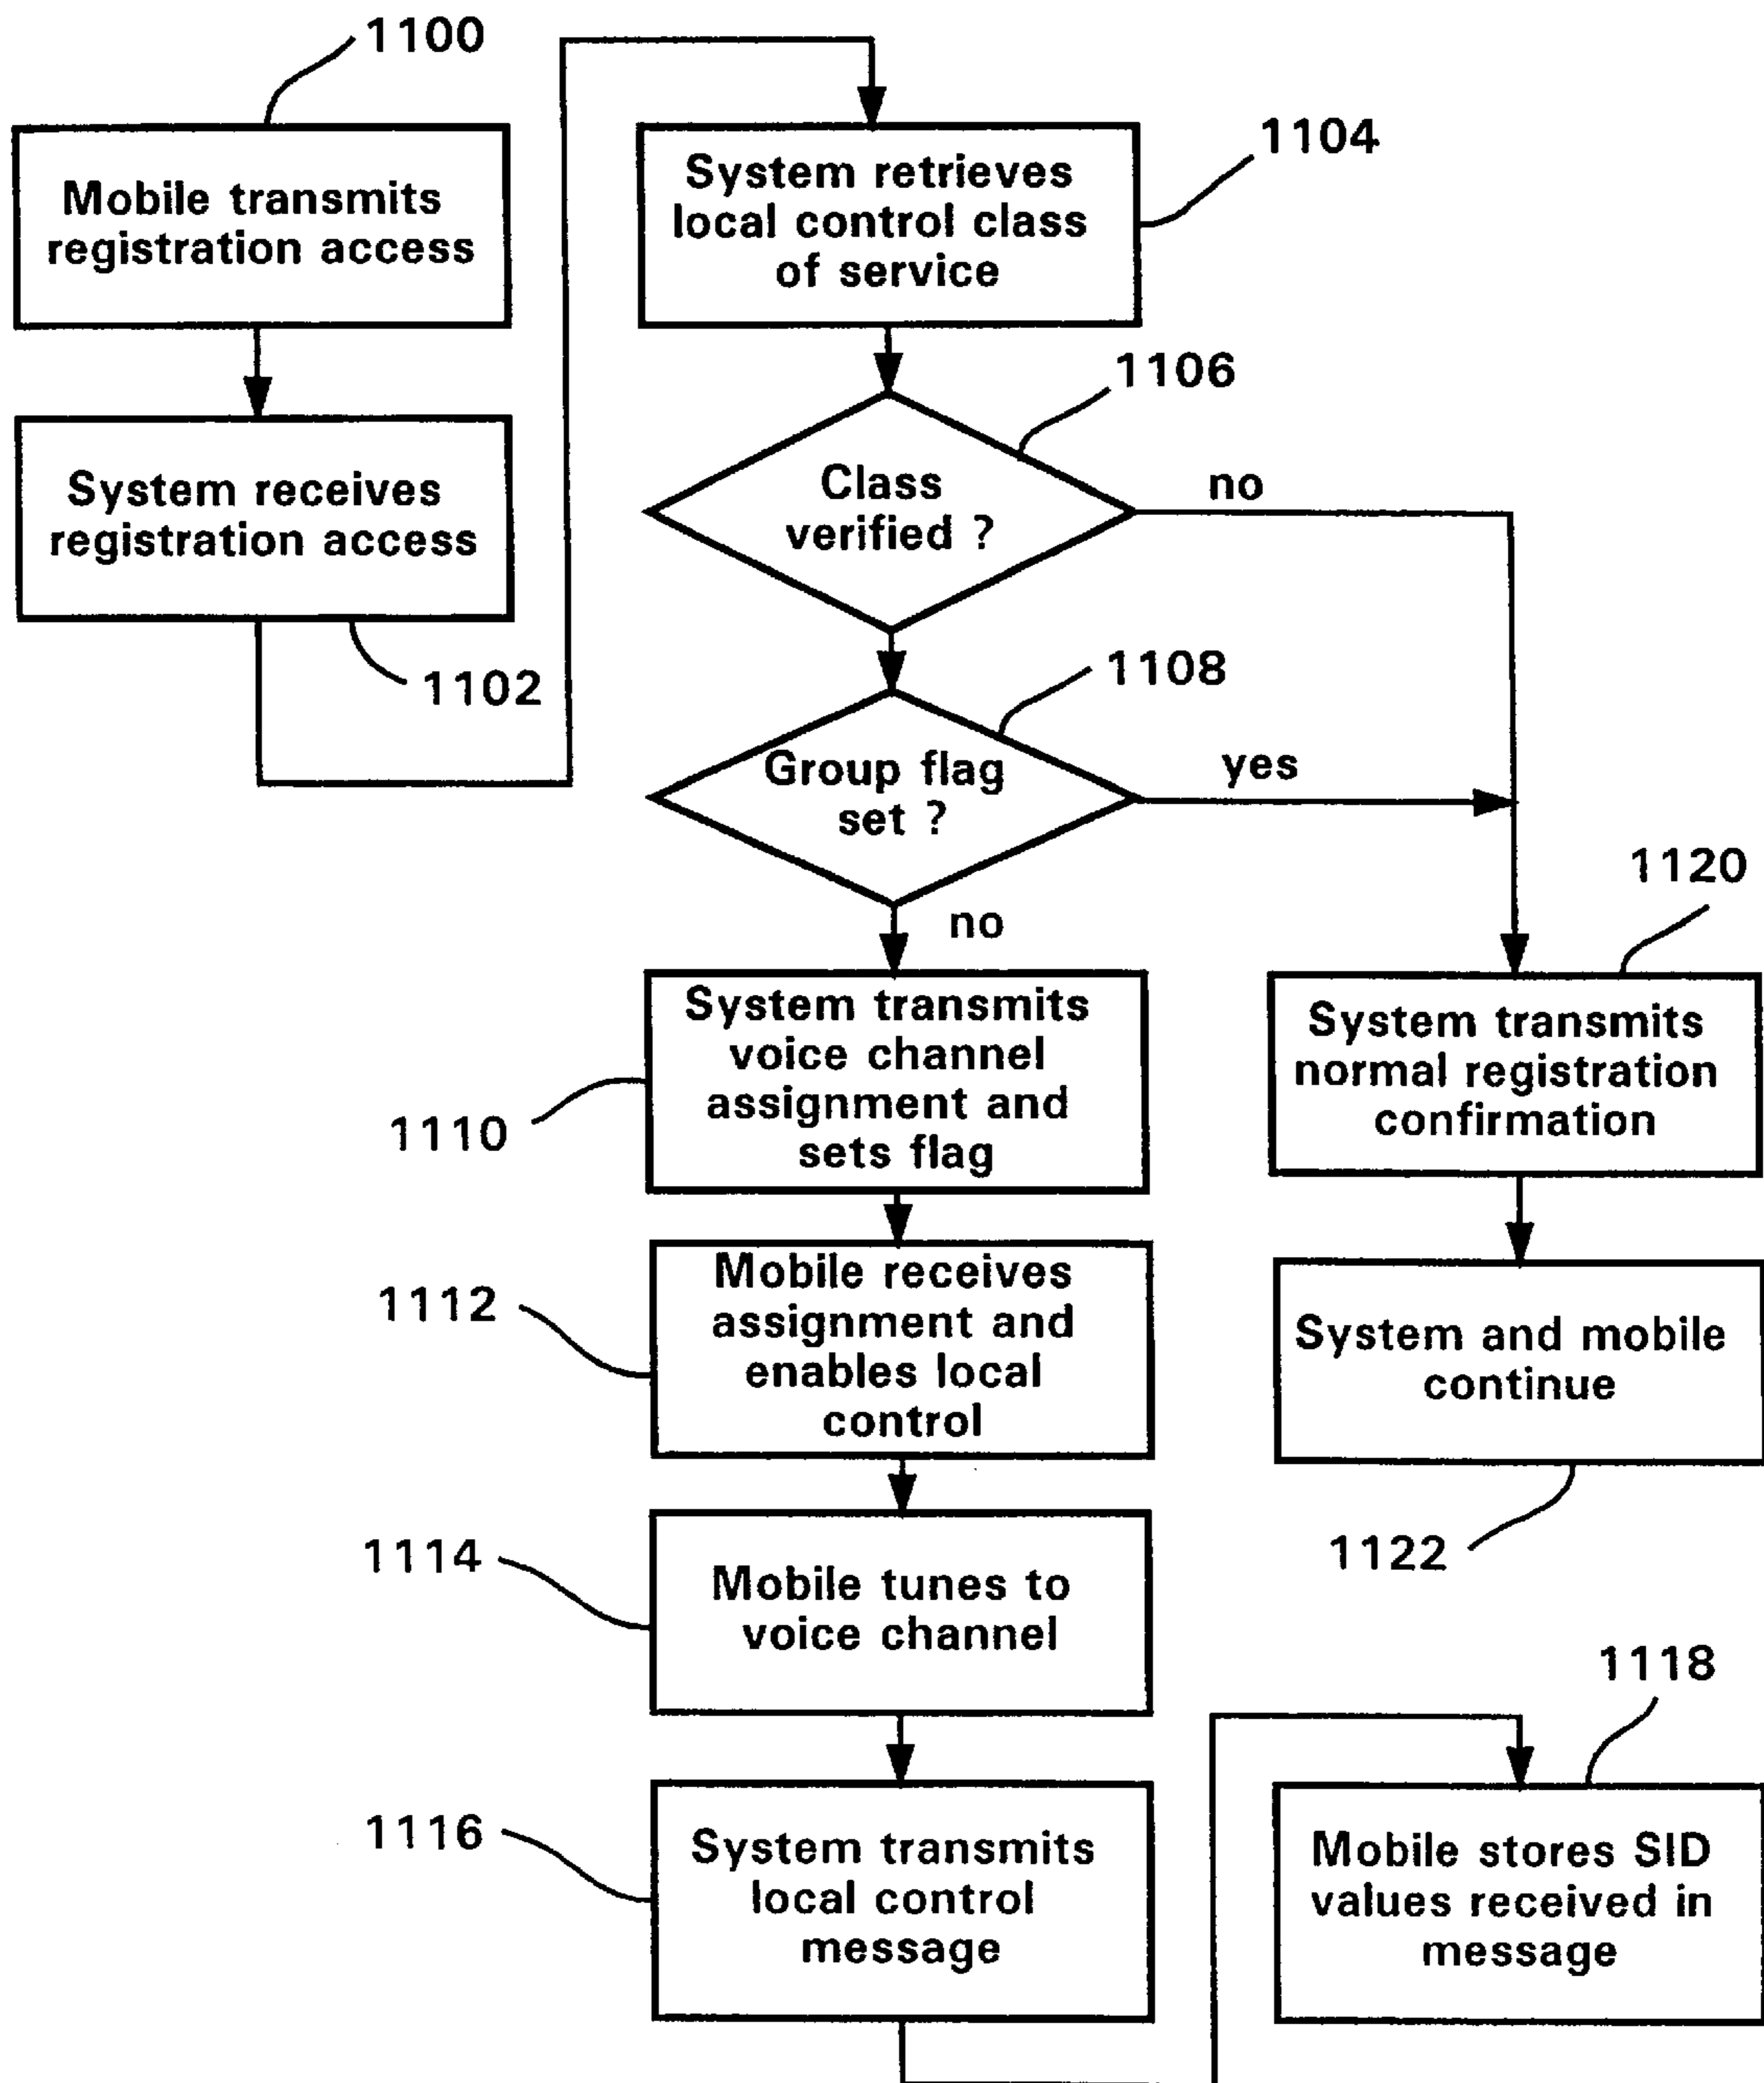 1100
Mobile transmits
registration access
System receives
registration access
1102
1104
System retrieves
local control class
of service
1106
Class
verified ?
no
1108
Group flag
set ?
yes
no
1110
System transmits
voice channel
assignment and
sets flag
1112
Mobile receives
assignment and
enables local
control
1114
Mobile tunes to
voice channel
1116
System transmits
local control
message
1118
Mobile stores SID
values received in
message
1120
System transmits
normal registration
confirmation
System and mobile
continue
1122